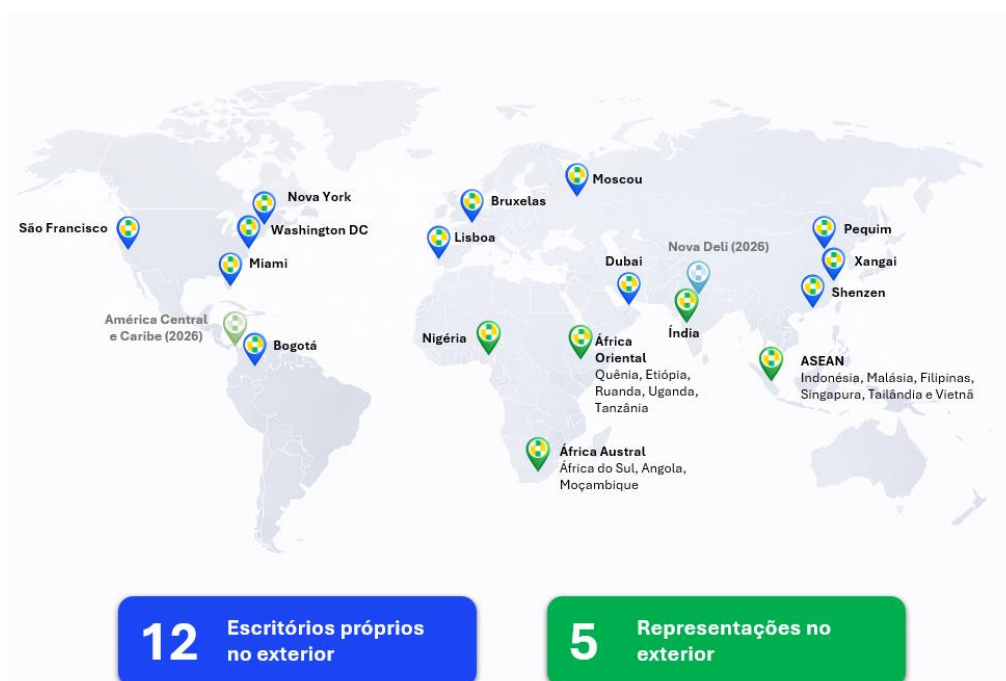 Nova York
São Francisco
Washington DC
Miami
América Central
e Caribe (2026)
Bogotá
Moscou
Bruxelas
Lisboa
Nova Deli (2026)
Dubai
Pequim
Xangai
Shenzen
Nigéria
África
Oriental
Quênia, Etiópia,
Ruanda, Uganda,
Tanzânia
Índia
ASEAN
Indonésia, Malásia, Filipinas,
Singapura, Tailândia e Vietnã
África Austral
África do Sul, Angola,
Moçambique
12
Escritórios próprios
no exterior
5
Representações no
exterior